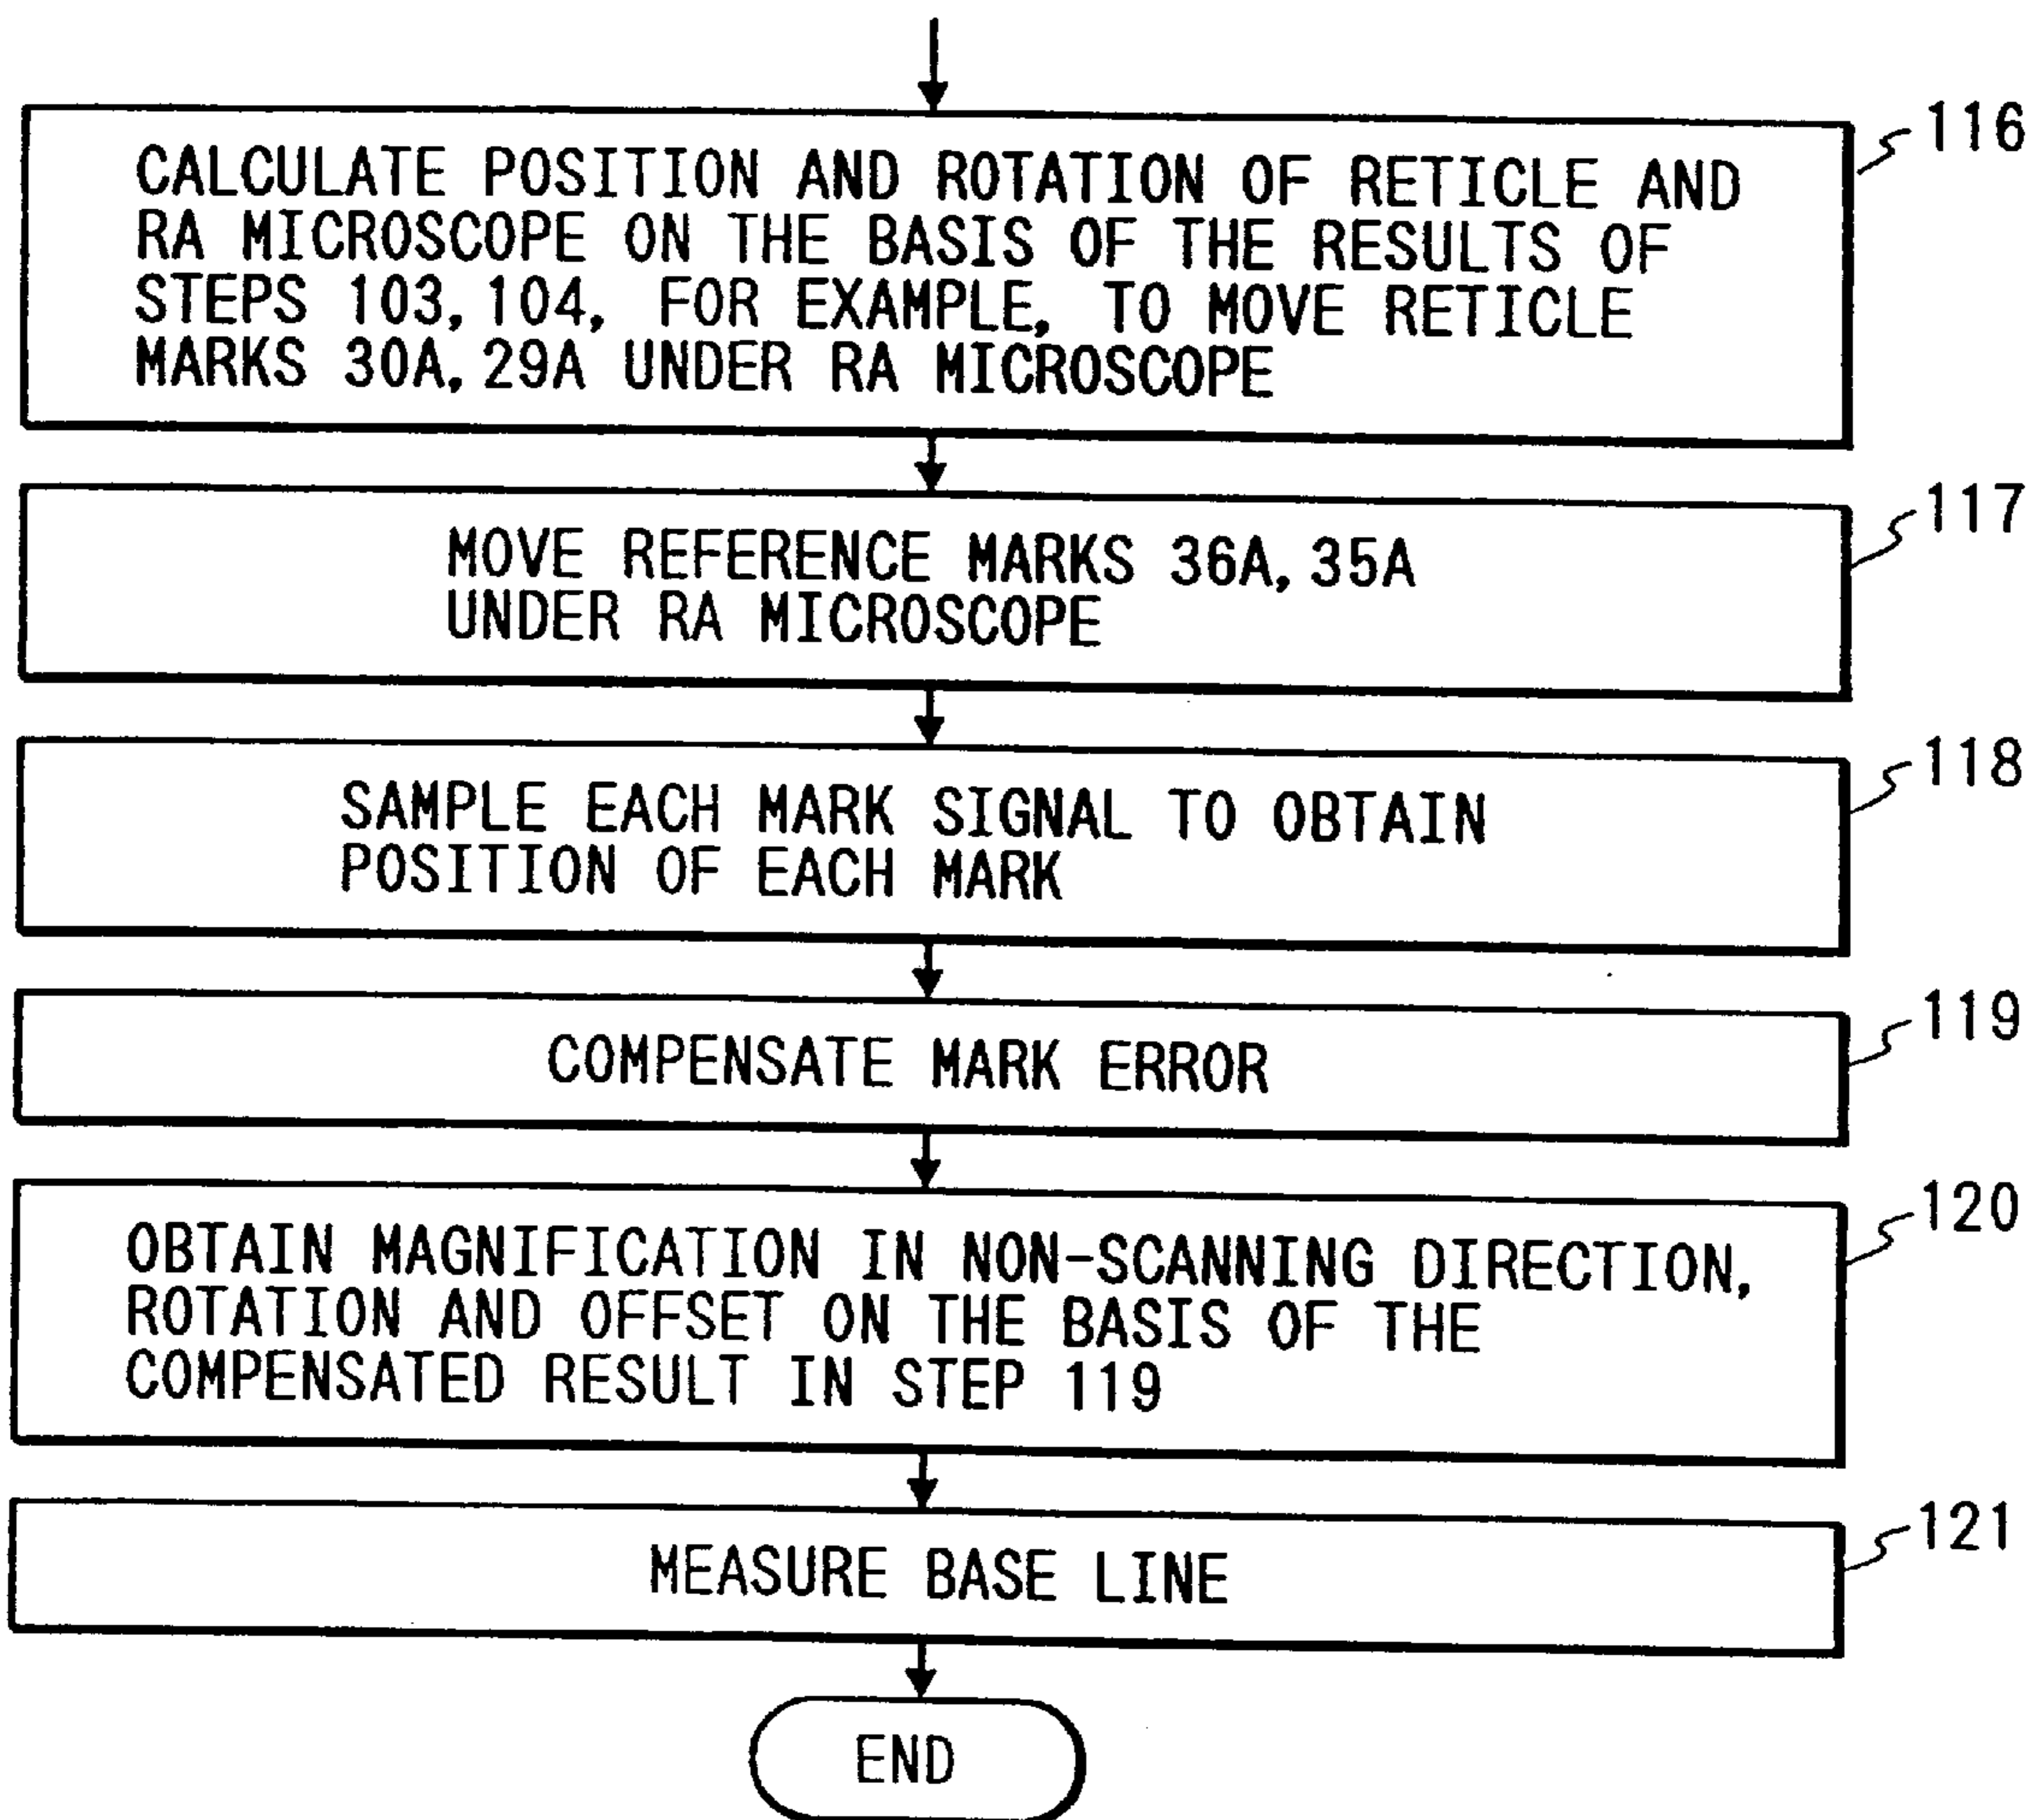 116
CALCULATE POSITION AND ROTATION OF RETICLE AND
RA MICROSCOPE ON THE BASIS OF THE RESULTS OF
STEPS 103, 104, FOR EXAMPLE, TO MOVE RETICLE
MARKS 30A, 29A UNDER RA MICROSCOPE
117
MOVE REFERENCE MARKS 36A, 35A
UNDER RA MICROSCOPE
118
SAMPLE EACH MARK SIGNAL TO OBTAIN
POSITION OF EACH MARK
119
COMPENSATE MARK ERROR
120
OBTAIN MAGNIFICATION IN NON-SCANNING DIRECTION,
ROTATION AND OFFSET ON THE BASIS OF THE
COMPENSATED RESULT IN STEP 119
121
MEASURE BASE LINE
END